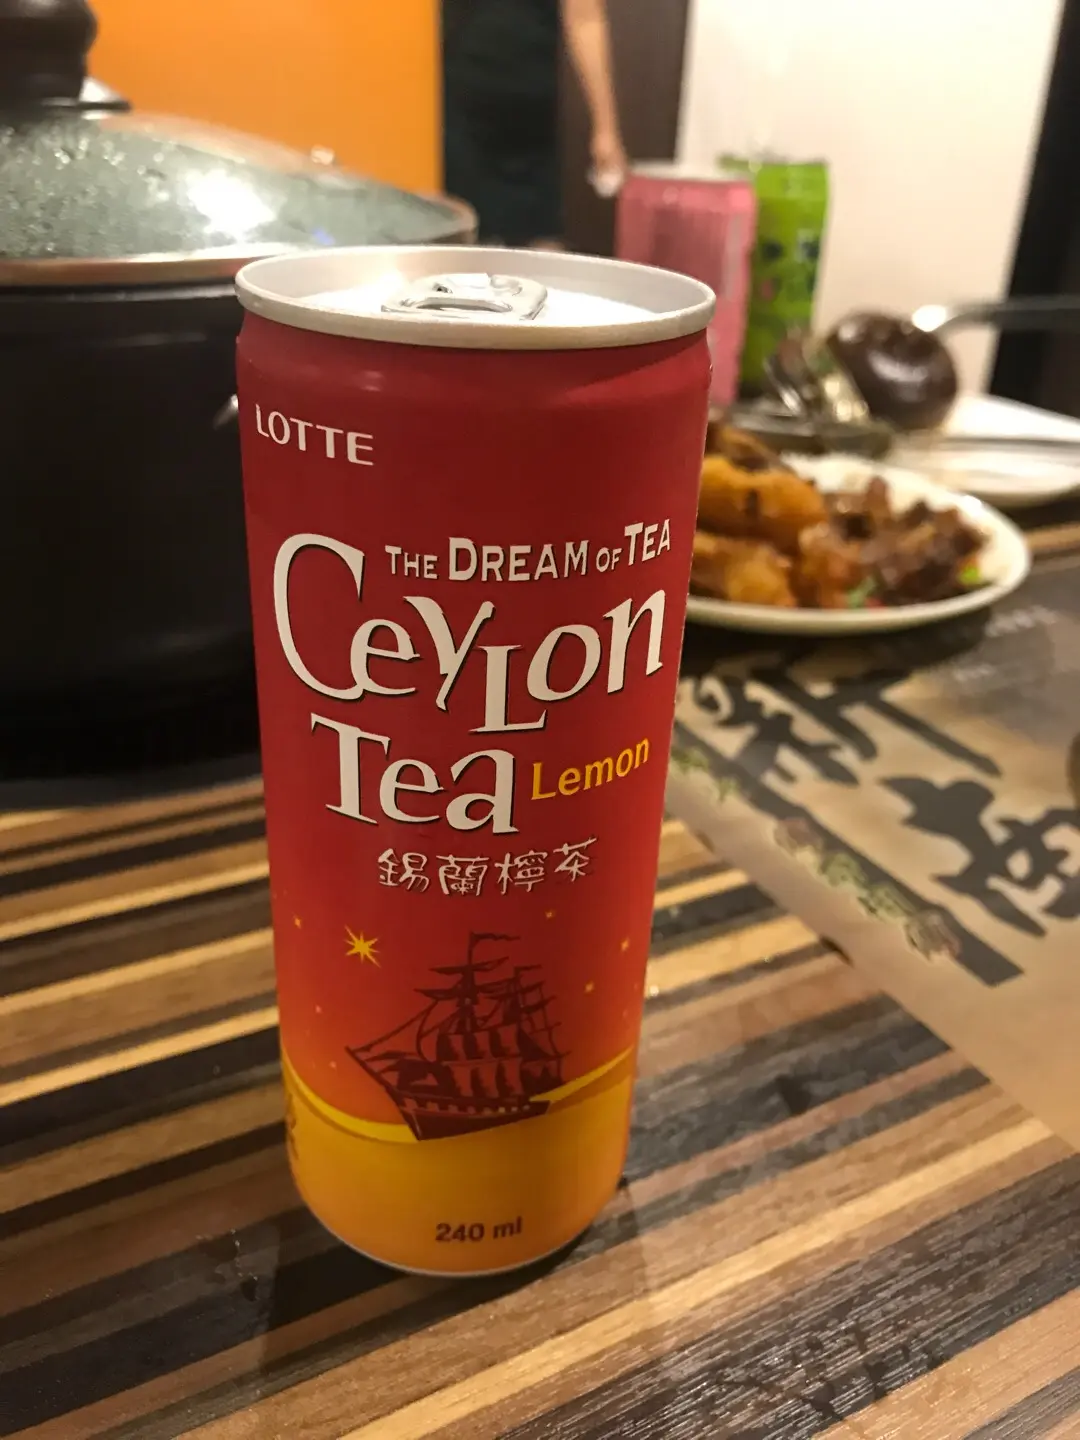 LOTTE
THE DREAM OF TEA
Ceylon
Tea Lemon
錫蘭檸茶
240 ml